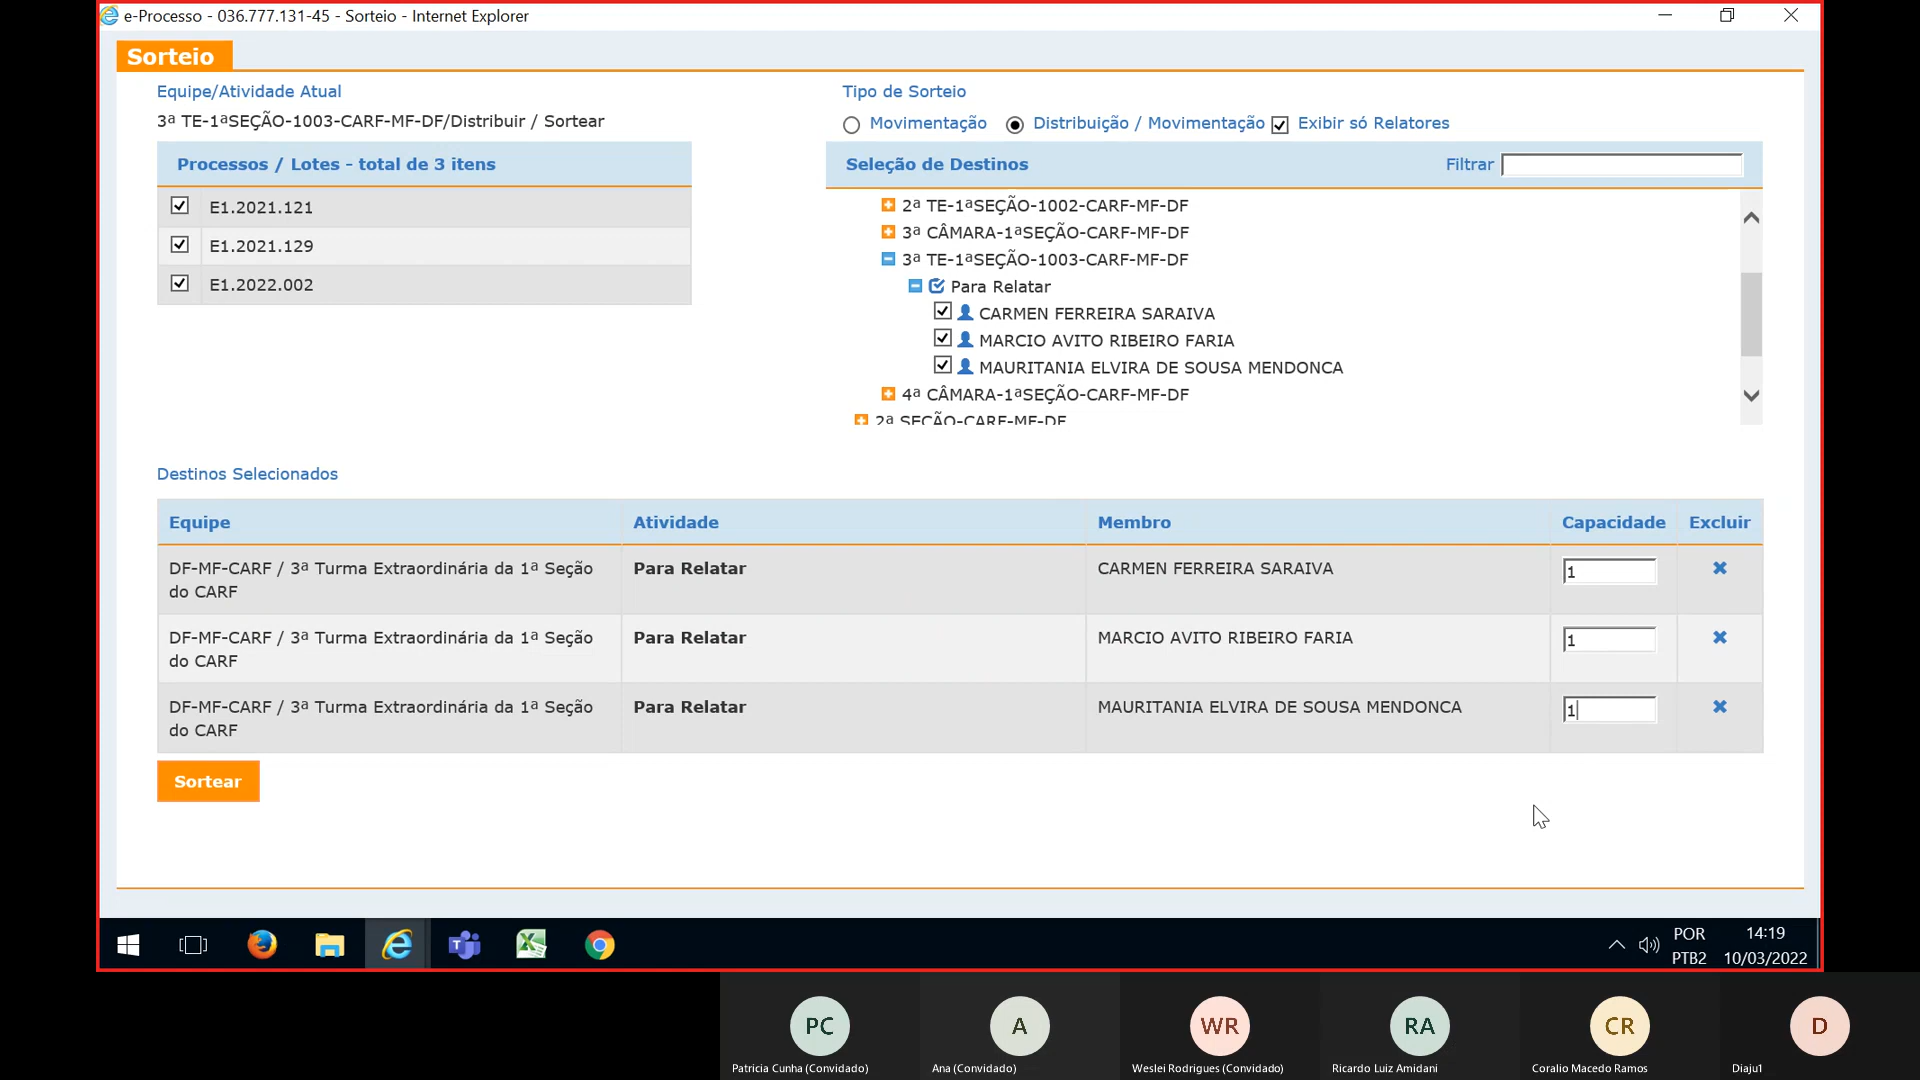 e-Processo - 036.777.131-45 - Sorteio - Internet Explorer
Sorteio
Equipe/Atividade Atual
3ª TE-1ªSEÇÃO-1003-CARF-MF-DF/Distribuir / Sortear
Tipo de Sorteio
Movimentação Distribuição / Movimentação Exibir só Relatores
Processos / Lotes - total de 3 itens
E1.2021.121
E1.2021.129
E1.2022.002
Seleção de Destinos Filtrar
2ª TE-1ªSEÇÃO-1002-CARF-MF-DF
3ª CÂMARA-1ªSEÇÃO-CARF-MF-DF
3ª TE-1ªSEÇÃO-1003-CARF-MF-DF
Para Relatar
CARMEN FERREIRA SARAIVA
MARCIO AVITO RIBEIRO FARIA
MAURITANIA ELVIRA DE SOUSA MENDONCA
4ª CÂMARA-1ªSEÇÃO-CARF-MF-DF
2ª SEÇÃO-CARF-MF-DF
Destinos Selecionados
Equipe Atividade Membro Capacidade Excluir
DF-MF-CARF / 3ª Turma Extraordinária da 1ª Seção Para Relatar CARMEN FERREIRA SARAIVA 1
do CARF
DF-MF-CARF / 3ª Turma Extraordinária da 1ª Seção Para Relatar MARCIO AVITO RIBEIRO FARIA 1
do CARF
DF-MF-CARF / 3ª Turma Extraordinária da 1ª Seção Para Relatar MAURITANIA ELVIRA DE SOUSA MENDONCA 1
do CARF
Sortear
POR 14:19
PTB2 10/03/2022
PC A WR RA CR D
Patricia Cunha (Convidado) Ana (Convidado) Weslei Rodrigues (Convidado) Ricardo Luiz Amidani Coralio Macedo Ramos Diaju1